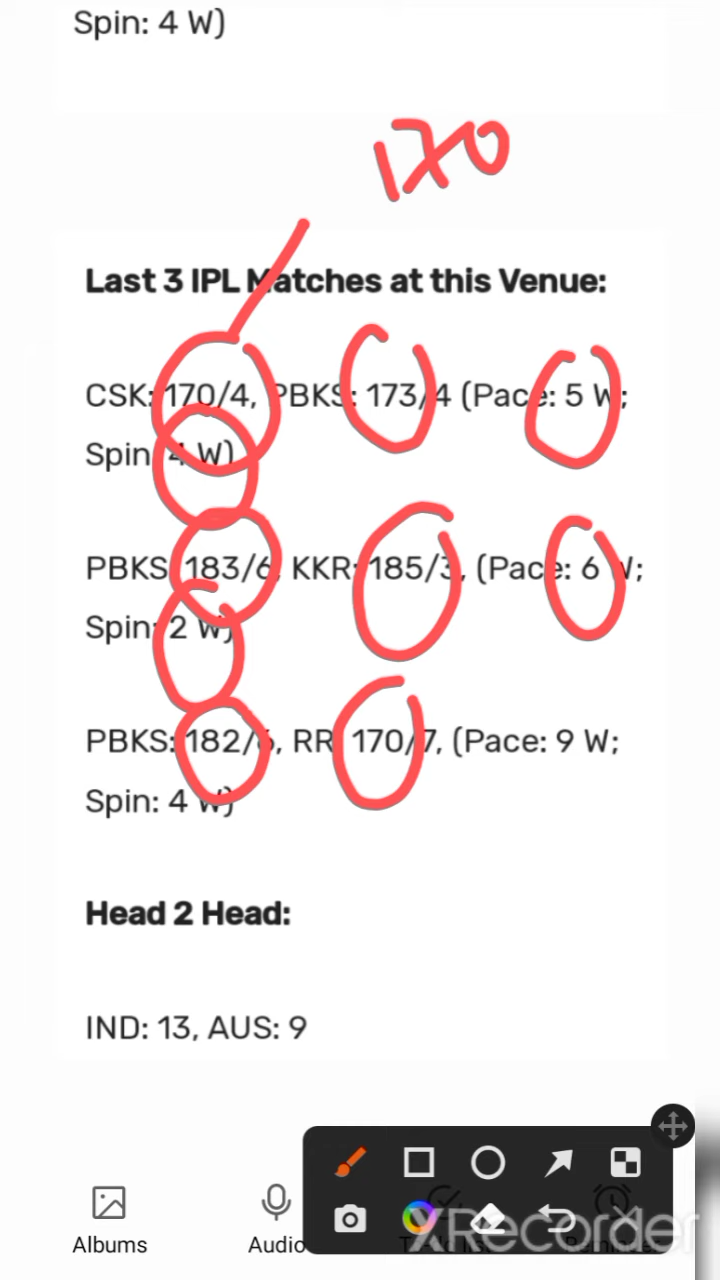 Spin: 4 W)
170
Last 3 IPL Matches at this Venue:
CSK: 170/4, PBKS: 173/4 (Pace: 5 W;
Spin: 4 W)
PBKS: 183/6, KKR: 185/3, (Pace: 6 W;
Spin: 2 W)
PBKS: 182/6, RR: 170/7, (Pace: 9 W;
Spin: 4 W)
Head 2 Head:
IND: 13, AUS: 9
XRecorder
Albums
Audio